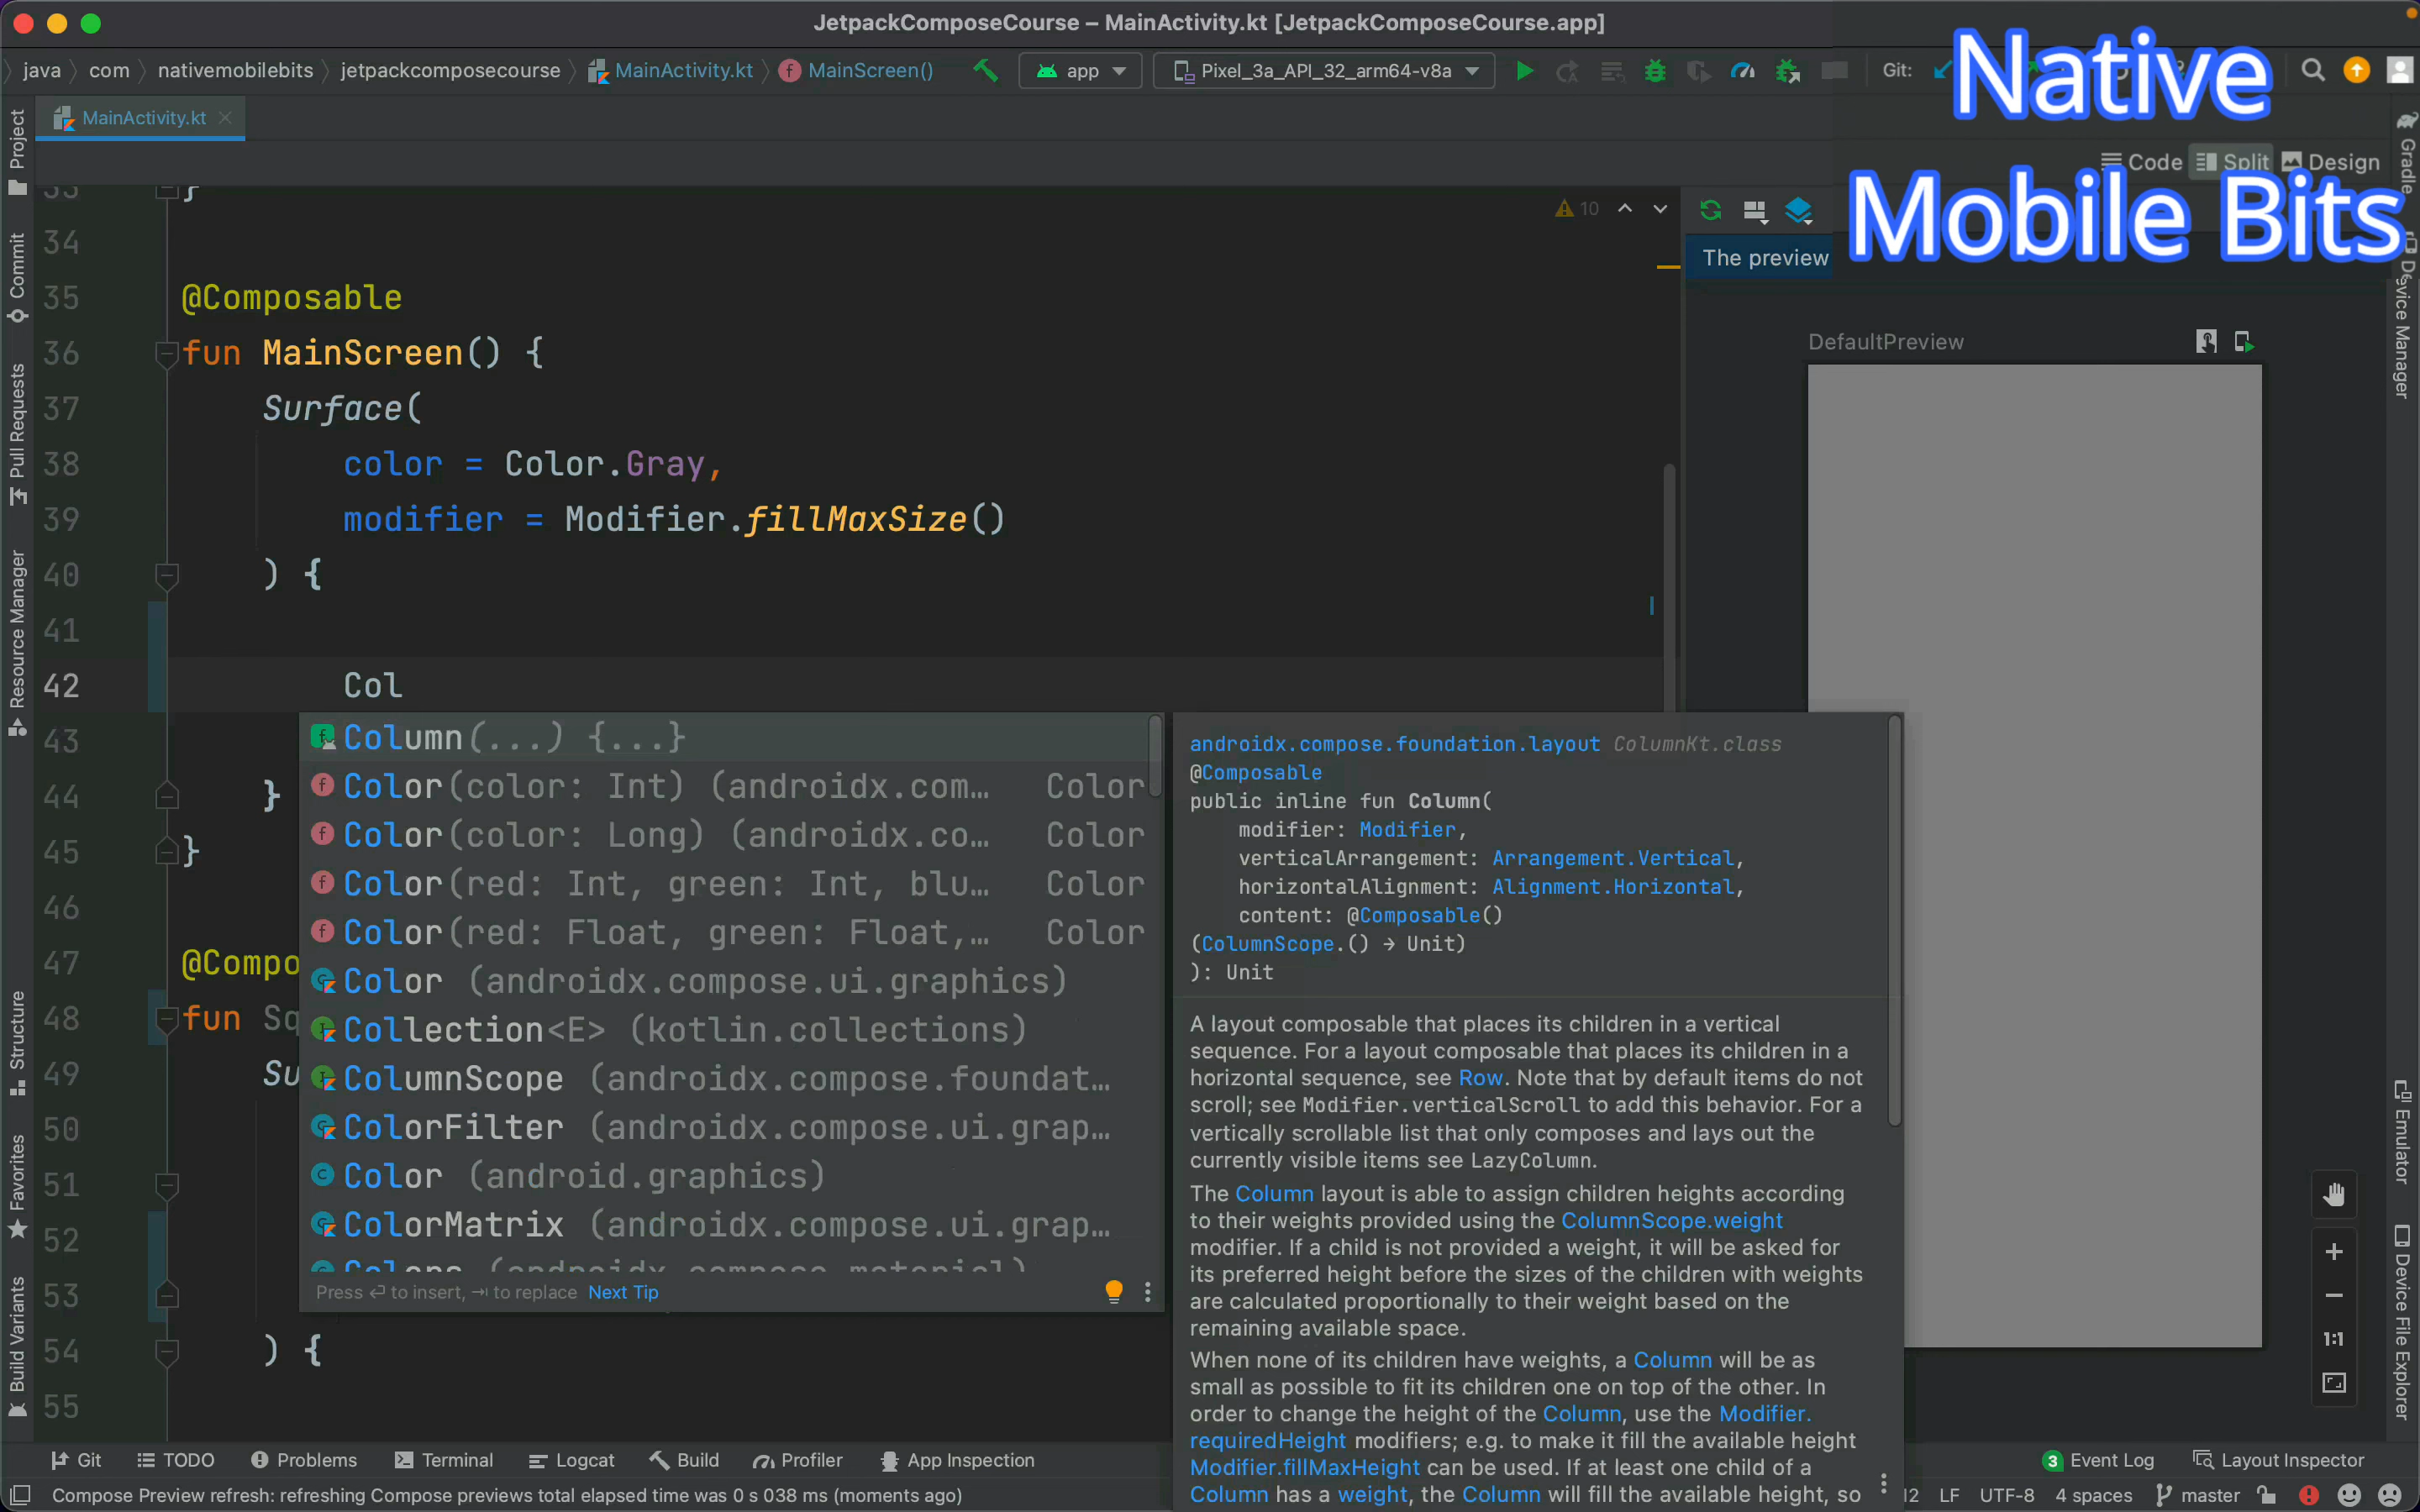 JetpackComposeCourse – MainActivity.kt [JetpackComposeCourse.app]
java com nativemobilebits jetpackcomposecourse MainActivity.kt MainScreen() app Pixel_3a_API_32_arm64-v8a Git:
Native
Mobile Bits
MainActivity.kt
Code Split Design
Project
Commit
Pull Requests
Resource Manager
Structure
Favorites
Build Variants
Gradle
Device Manager
Emulator
Device File Explorer
10
The preview
DefaultPreview
33 }
34
35 @Composable
36 fun MainScreen() {
37 Surface(
38 color = Color.Gray,
39 modifier = Modifier.fillMaxSize()
40 ) {
41
42 Col
43
44 }
45 }
46
47 @Compo
48 fun Sq
49 Su
50
51
52
53
54 ) {
55
Column(...) {...}
Color(color: Int) (androidx.com… Color
Color(color: Long) (androidx.co… Color
Color(red: Int, green: Int, blu… Color
Color(red: Float, green: Float,… Color
Color (androidx.compose.ui.graphics)
Collection<E> (kotlin.collections)
ColumnScope (androidx.compose.foundat…
ColorFilter (androidx.compose.ui.grap…
Color (android.graphics)
ColorMatrix (androidx.compose.ui.grap…
Colors (androidx.compose.material)
Press ⏎ to insert, ⇥ to replace Next Tip
androidx.compose.foundation.layout ColumnKt.class
@Composable
public inline fun Column(
modifier: Modifier,
verticalArrangement: Arrangement.Vertical,
horizontalAlignment: Alignment.Horizontal,
content: @Composable()
(ColumnScope.() → Unit)
): Unit
A layout composable that places its children in a vertical
sequence. For a layout composable that places its children in a
horizontal sequence, see Row. Note that by default items do not
scroll; see Modifier.verticalScroll to add this behavior. For a
vertically scrollable list that only composes and lays out the
currently visible items see LazyColumn.
The Column layout is able to assign children heights according
to their weights provided using the ColumnScope.weight
modifier. If a child is not provided a weight, it will be asked for
its preferred height before the sizes of the children with weights
are calculated proportionally to their weight based on the
remaining available space.
When none of its children have weights, a Column will be as
small as possible to fit its children one on top of the other. In
order to change the height of the Column, use the Modifier.
requiredHeight modifiers; e.g. to make it fill the available height
Modifier.fillMaxHeight can be used. If at least one child of a
Column has a weight, the Column will fill the available height, so
1:1
Git TODO Problems Terminal Logcat Build Profiler App Inspection 3 Event Log Layout Inspector
Compose Preview refresh: refreshing Compose previews total elapsed time was 0 s 038 ms (moments ago) LF UTF-8 4 spaces master